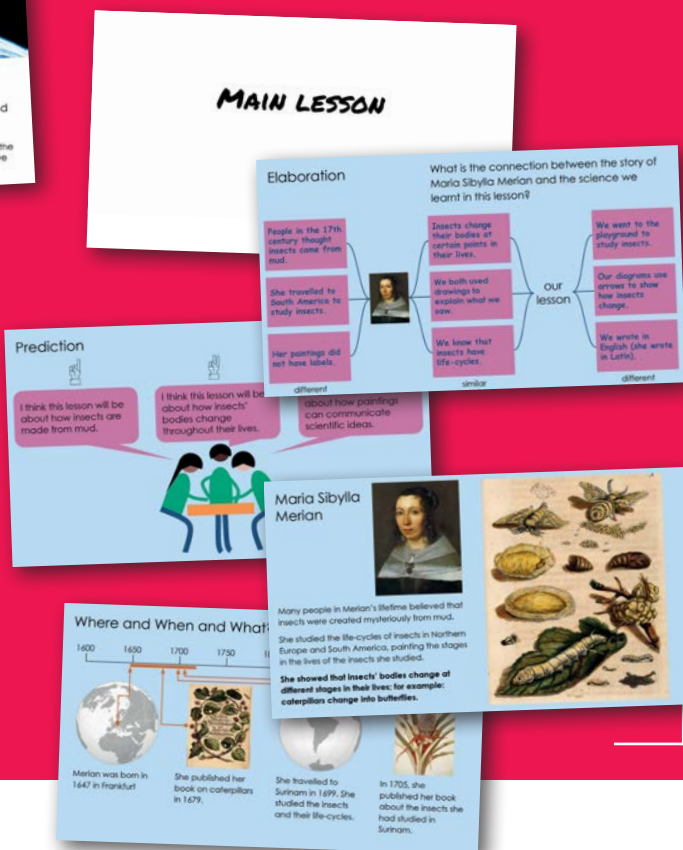 d
the
e
Main lesson
Elaboration
What is the connection between the story of
Maria Sibylla Merian and the science we
learnt in this lesson?
People in the 17th
century thought
insects came from
mud.
She travelled to
South America to
study insects.
Her paintings did
not have labels.
different
Insects change
their bodies at
certain points in
their lives.
We both used
drawings to
explain what we
saw.
We know that
insects have
life-cycles.
similar
our
lesson
We went to the
playground to
study insects.
Our diagrams use
arrows to show
how insects
change.
We wrote in
English (she wrote
in Latin).
different
Prediction
I think this lesson will be
about how insects are
made from mud.
I think this lesson will be
about how insects'
bodies change
throughout their lives.
about how paintings
can communicate
scientific ideas.
Maria Sibylla
Merian
Many people in Merian's lifetime believed that
insects were created mysteriously from mud.
She studied the life-cycles of insects in Northern
Europe and South America, painting the stages
in the lives of the insects she studied.
She showed that insects' bodies change at
different stages in their lives; for example:
caterpillars change into butterflies.
Where and When and What?
1600 1650 1700 1750
Merian was born in
1647 in Frankfurt
She published her
book on caterpillars
in 1679.
She travelled to
Surinam in 1699. She
studied the insects
and their life-cycles.
In 1705, she
published her book
about the insects she
had studied in
Surinam.